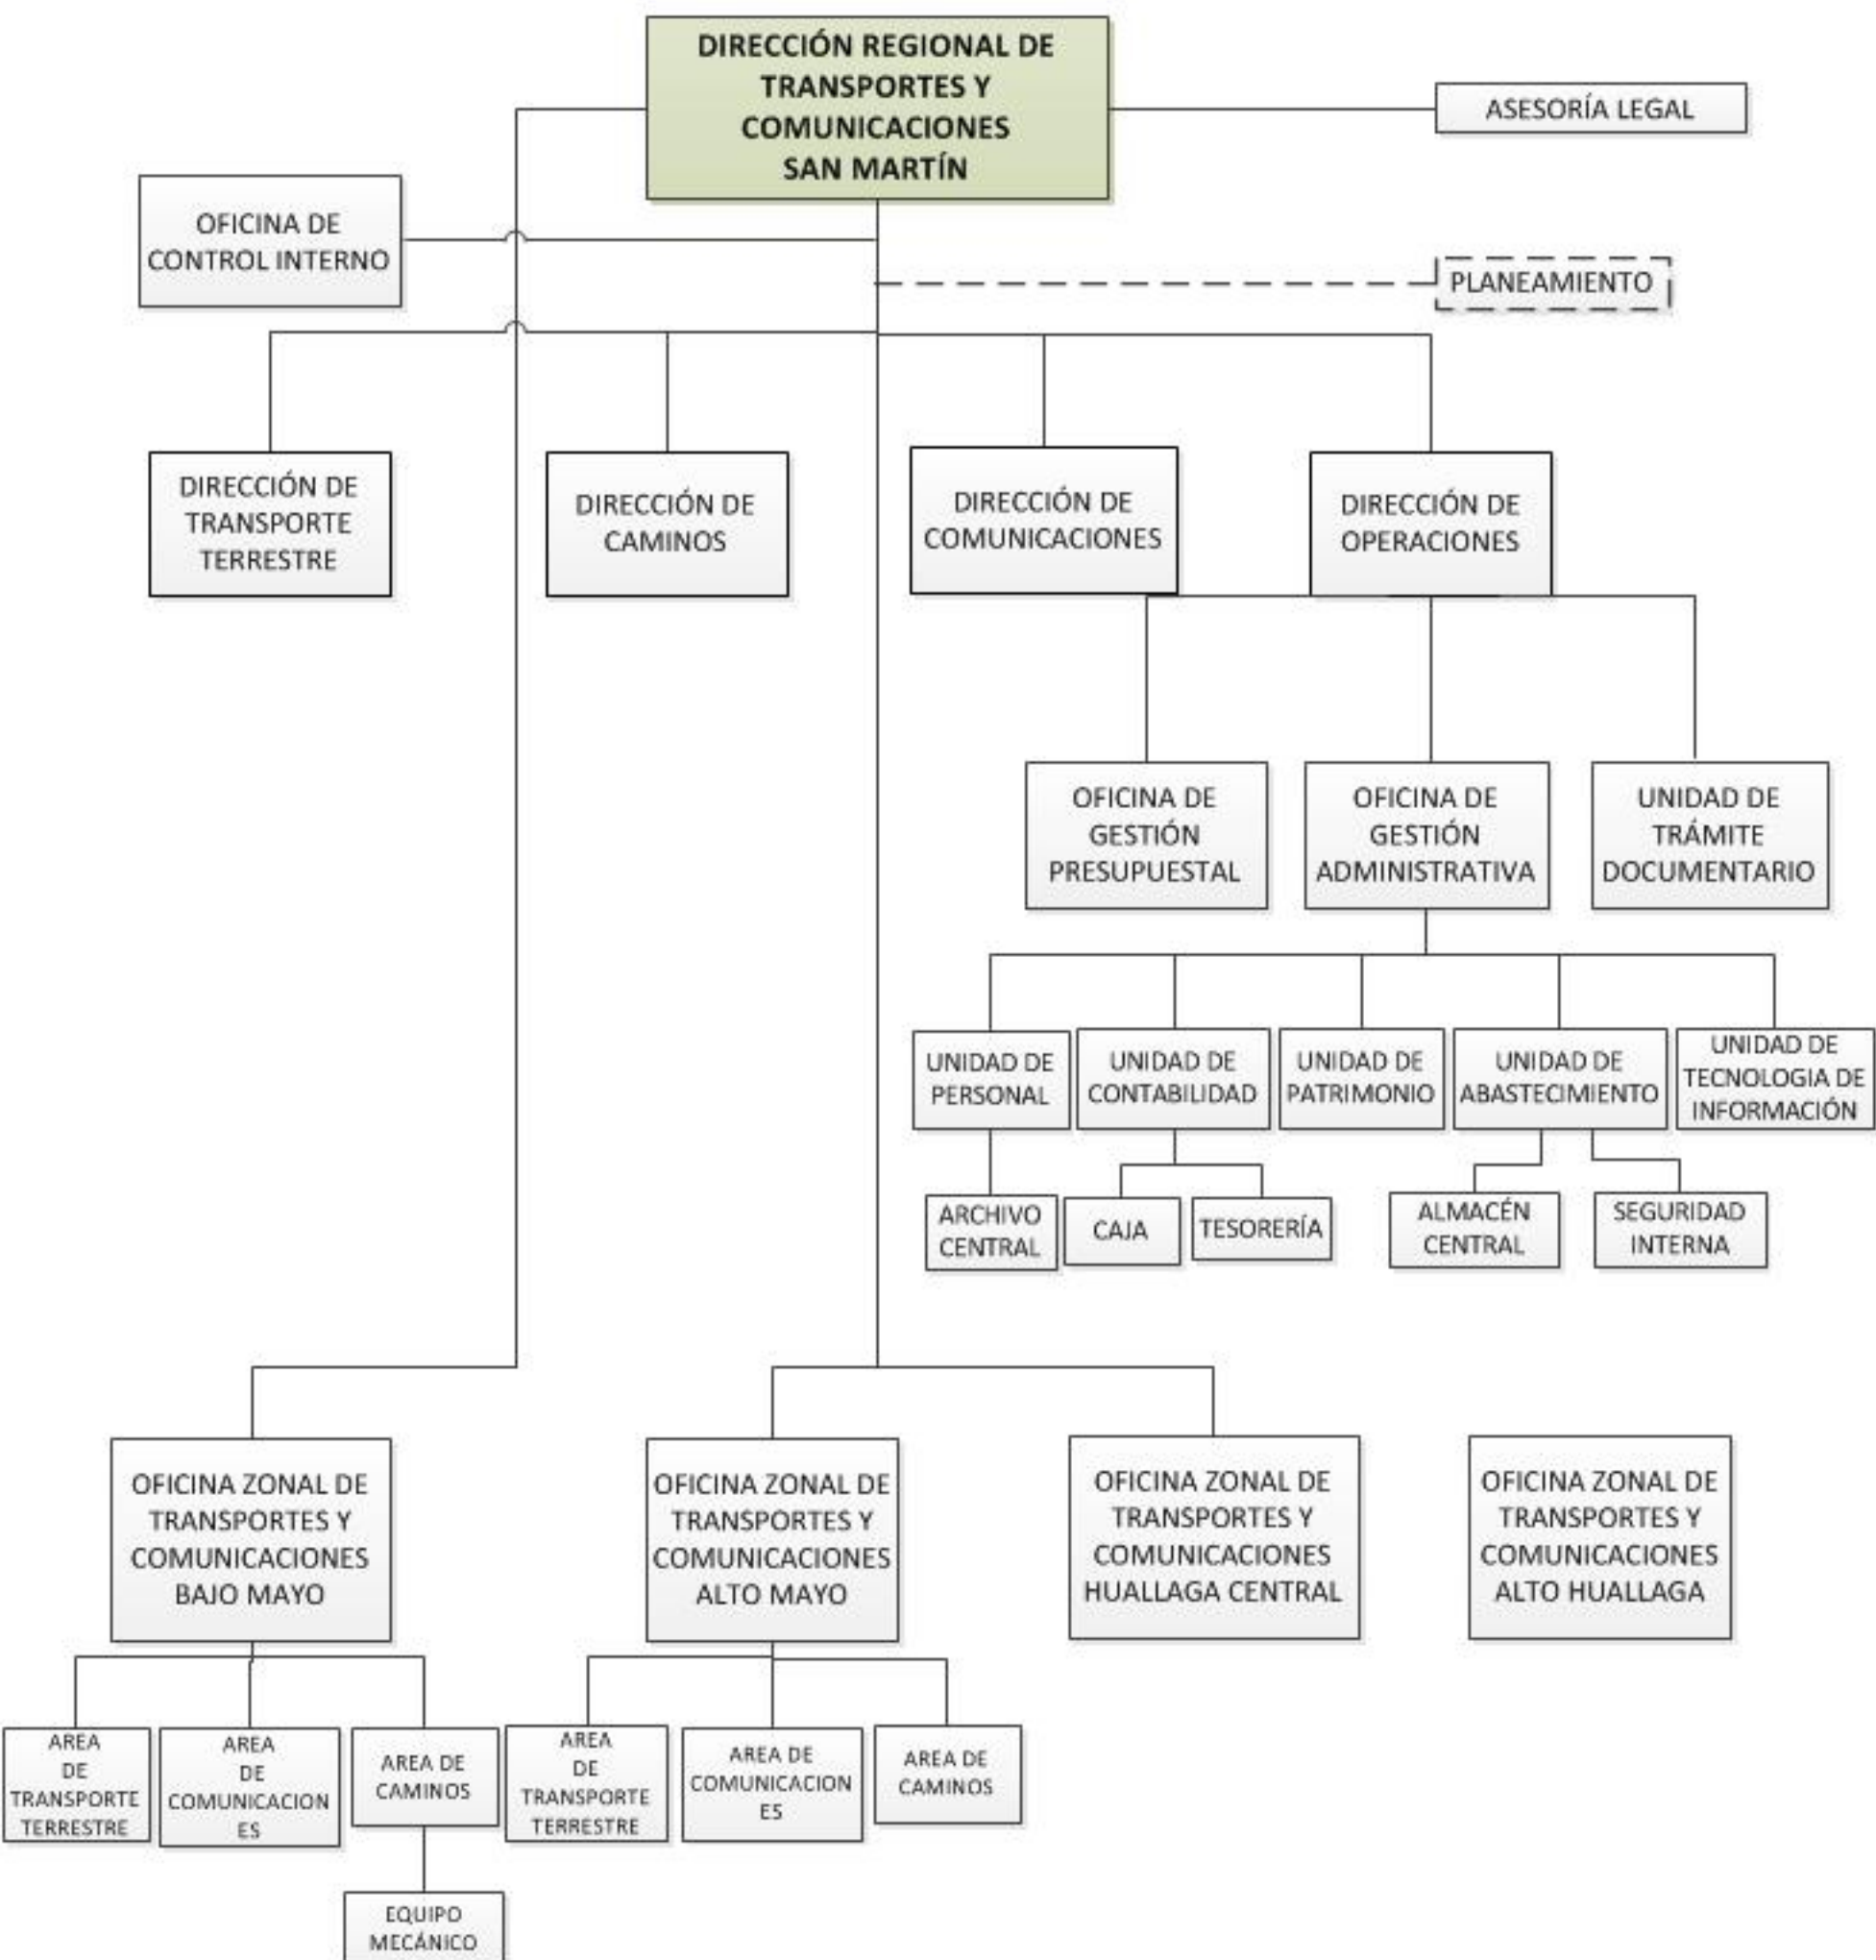 DIRECCIÓN REGIONAL DE
TRANSPORTES Y
COMUNICACIONES
SAN MARTÍN
ASESORÍA LEGAL
OFICINA DE
CONTROL INTERNO
PLANEAMIENTO
DIRECCIÓN DE
TRANSPORTE
TERRESTRE
DIRECCIÓN DE
CAMINOS
DIRECCIÓN DE
COMUNICACIONES
DIRECCIÓN DE
OPERACIONES
OFICINA DE
GESTIÓN
PRESUPUESTAL
OFICINA DE
GESTIÓN
ADMINISTRATIVA
UNIDAD DE
TRÁMITE
DOCUMENTARIO
UNIDAD DE
PERSONAL
UNIDAD DE
CONTABILIDAD
UNIDAD DE
PATRIMONIO
UNIDAD DE
ABASTECIMIENTO
UNIDAD DE
TECNOLOGIA DE
INFORMACIÓN
ARCHIVO
CENTRAL
CAJA
TESORERÍA
ALMACÉN
CENTRAL
SEGURIDAD
INTERNA
OFICINA ZONAL DE
TRANSPORTES Y
COMUNICACIONES
BAJO MAYO
OFICINA ZONAL DE
TRANSPORTES Y
COMUNICACIONES
ALTO MAYO
OFICINA ZONAL DE
TRANSPORTES Y
COMUNICACIONES
HUALLAGA CENTRAL
OFICINA ZONAL DE
TRANSPORTES Y
COMUNICACIONES
ALTO HUALLAGA
AREA
DE
TRANSPORTE
TERRESTRE
AREA
DE
COMUNICACION
ES
AREA DE
CAMINOS
AREA
DE
TRANSPORTE
TERRESTRE
AREA DE
COMUNICACION
ES
AREA DE
CAMINOS
EQUIPO
MECÁNICO